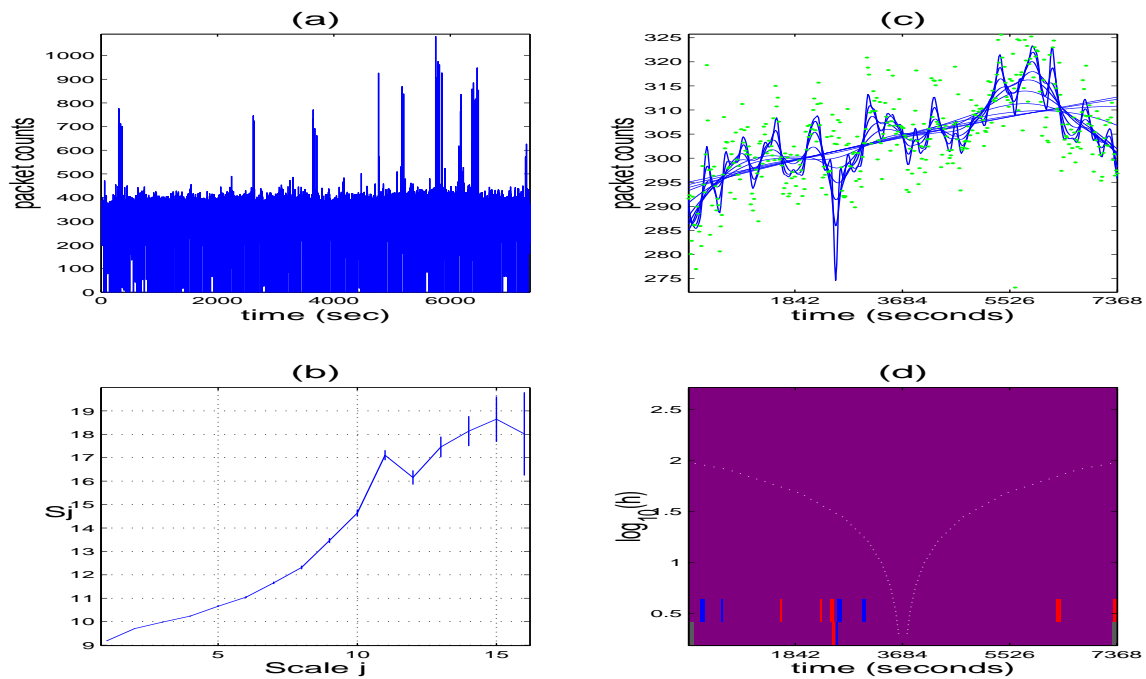 (a)
packet counts
1000
900
800
700
600
500
400
300
200
100
0
0 2000 4000 6000
time (sec)
(c)
packet counts
325
320
315
310
305
300
295
290
285
280
275
1842 3684 5526 7368
time (seconds)
(b)
Sj
19
18
17
16
15
14
13
12
11
10
9
5 10 15
Scale j
(d)
log10(h)
2.5
2
1.5
1
0.5
1842 3684 5526 7368
time (seconds)